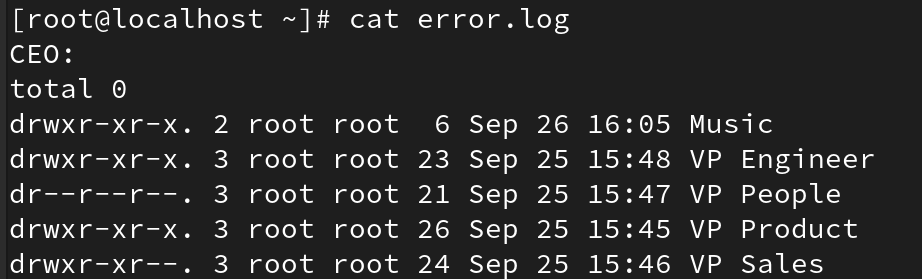 [root@localhost ~]# cat error.log
CEO:
total 0
drwxr-xr-x. 2 root root  6 Sep 26 16:05 Music
drwxr-xr-x. 3 root root 23 Sep 25 15:48 VP Engineer
dr--r--r--. 3 root root 21 Sep 25 15:47 VP People
drwxr-xr-x. 3 root root 26 Sep 25 15:45 VP Product
drwxr-xr--. 3 root root 24 Sep 25 15:46 VP Sales